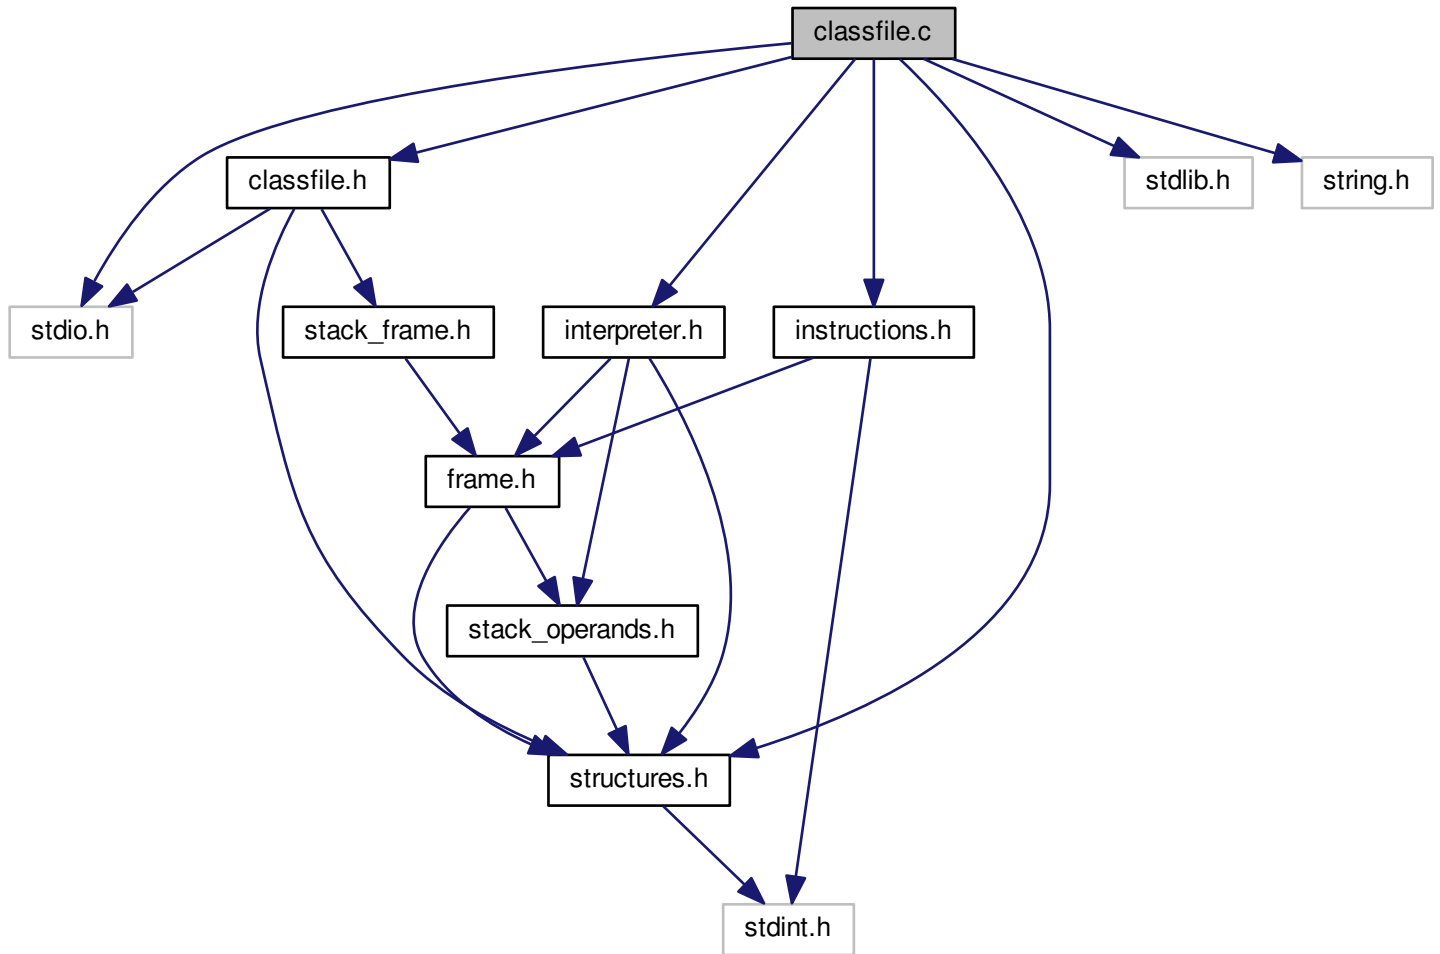 classfile.c
classfile.h
stdlib.h
string.h
stdio.h
stack_frame.h
interpreter.h
instructions.h
frame.h
stack_operands.h
structures.h
stdint.h